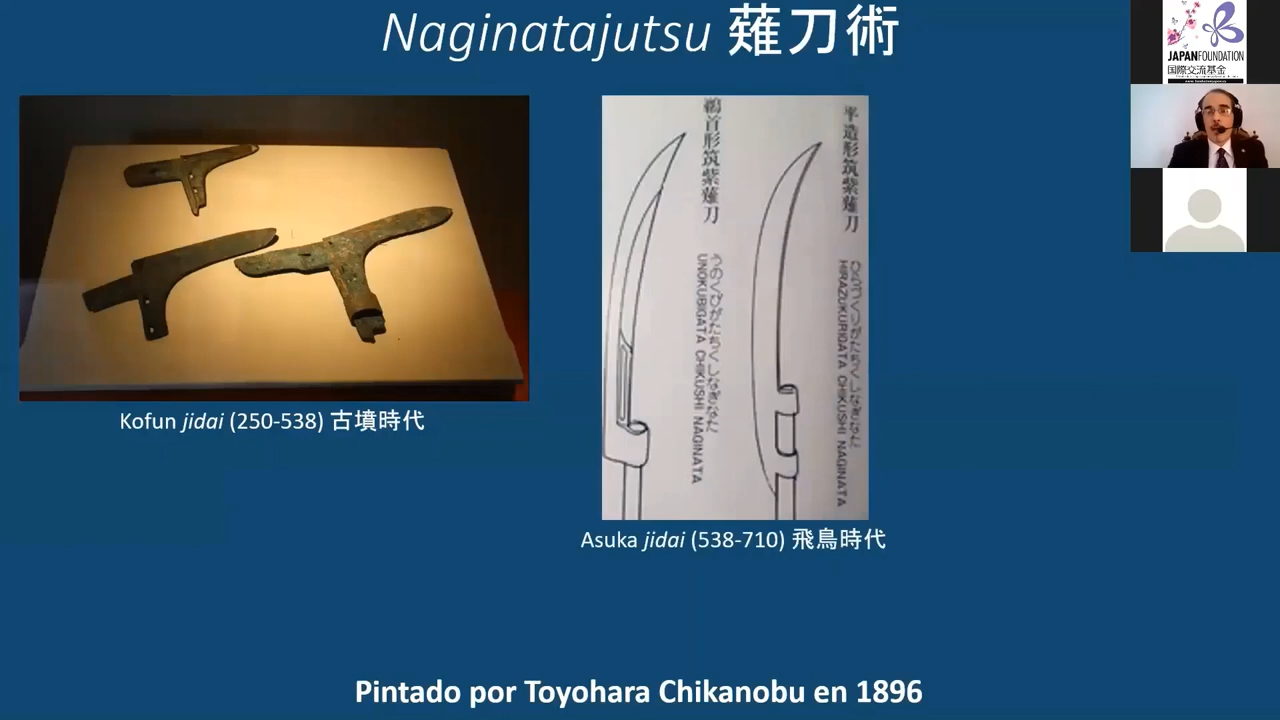 Naginatajutsu 薙刀術
JAPANFOUNDATION
国際交流基金
鵜首形筑紫薙刀
UNOKUBIGATA CHIKUSHI NAGINATA
平造形筑紫薙刀
HIRAZUKURIGATA CHIKUSHI NAGINATA
Kofun jidai (250-538) 古墳時代
Asuka jidai (538-710) 飛鳥時代
Pintado por Toyohara Chikanobu en 1896